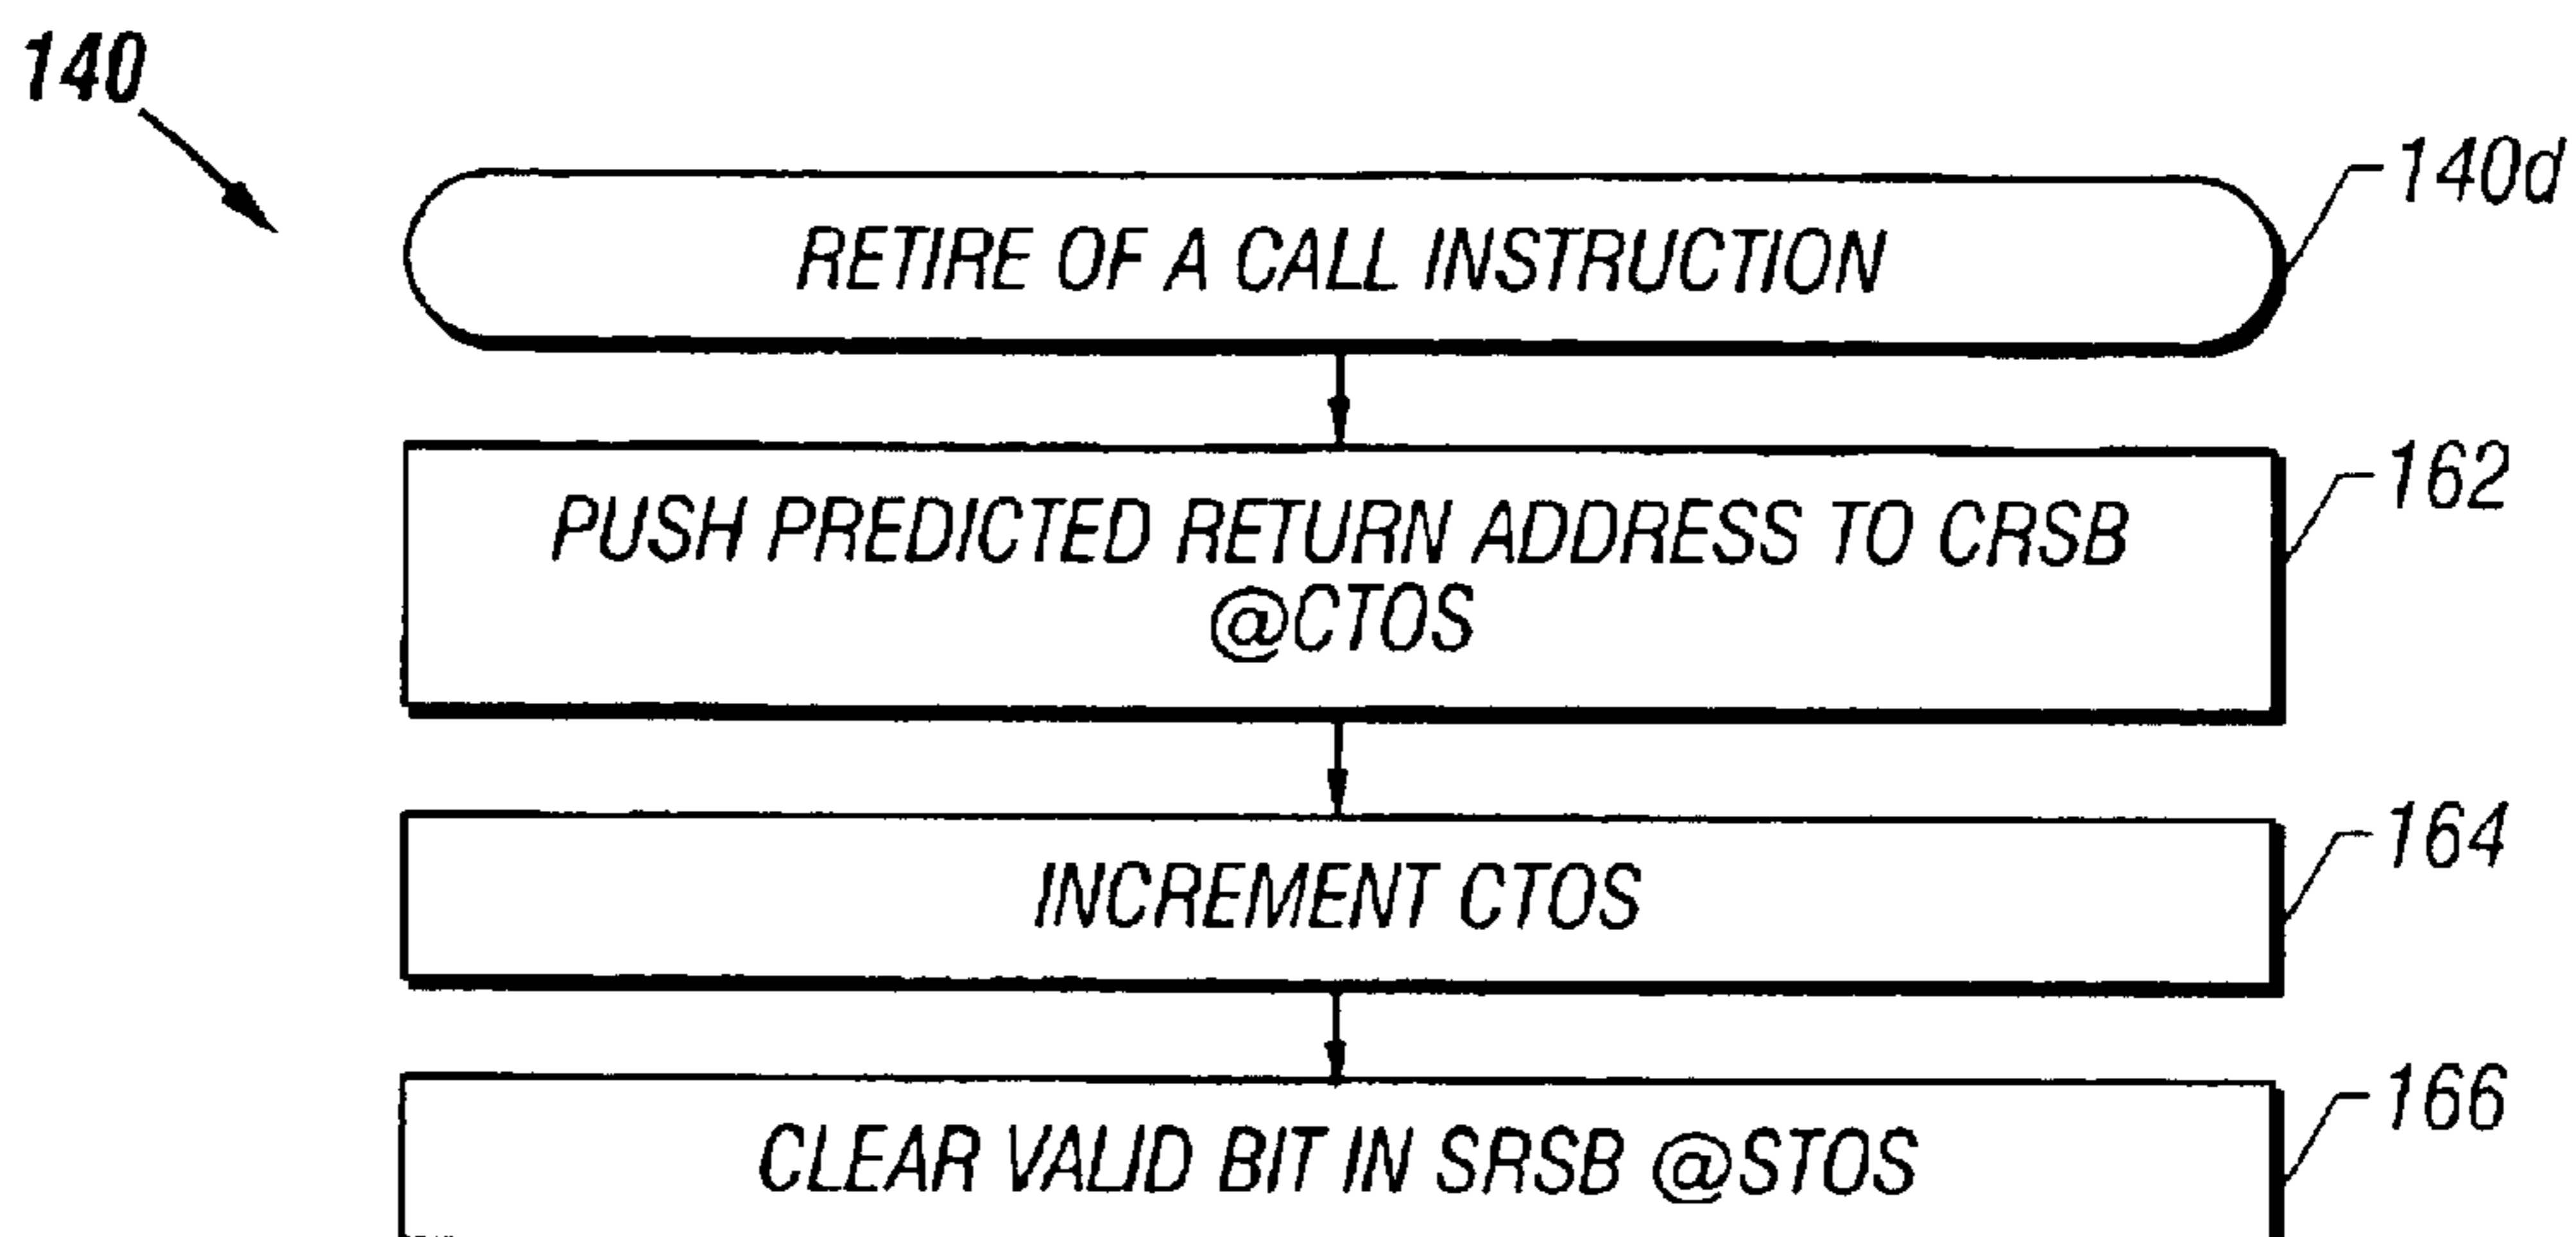 140
RETIRE OF A CALL INSTRUCTION
140d
PUSH PREDICTED RETURN ADDRESS TO CRSB
@CTOS
162
INCREMENT CTOS
164
CLEAR VALID BIT IN SRSB @STOS
166